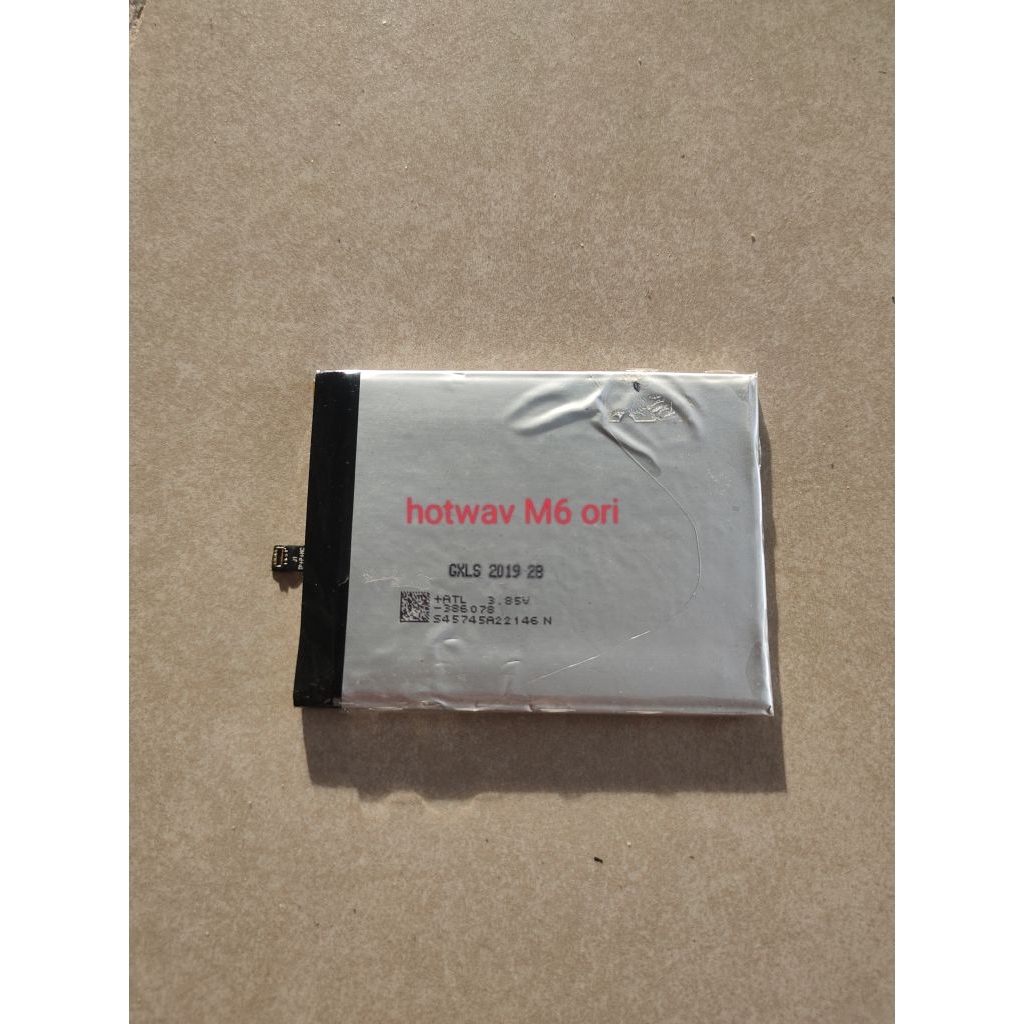 hotwav M6 ori
GXLS 2019 28
+ATL 3.85V
-386078
S45745A22146 N